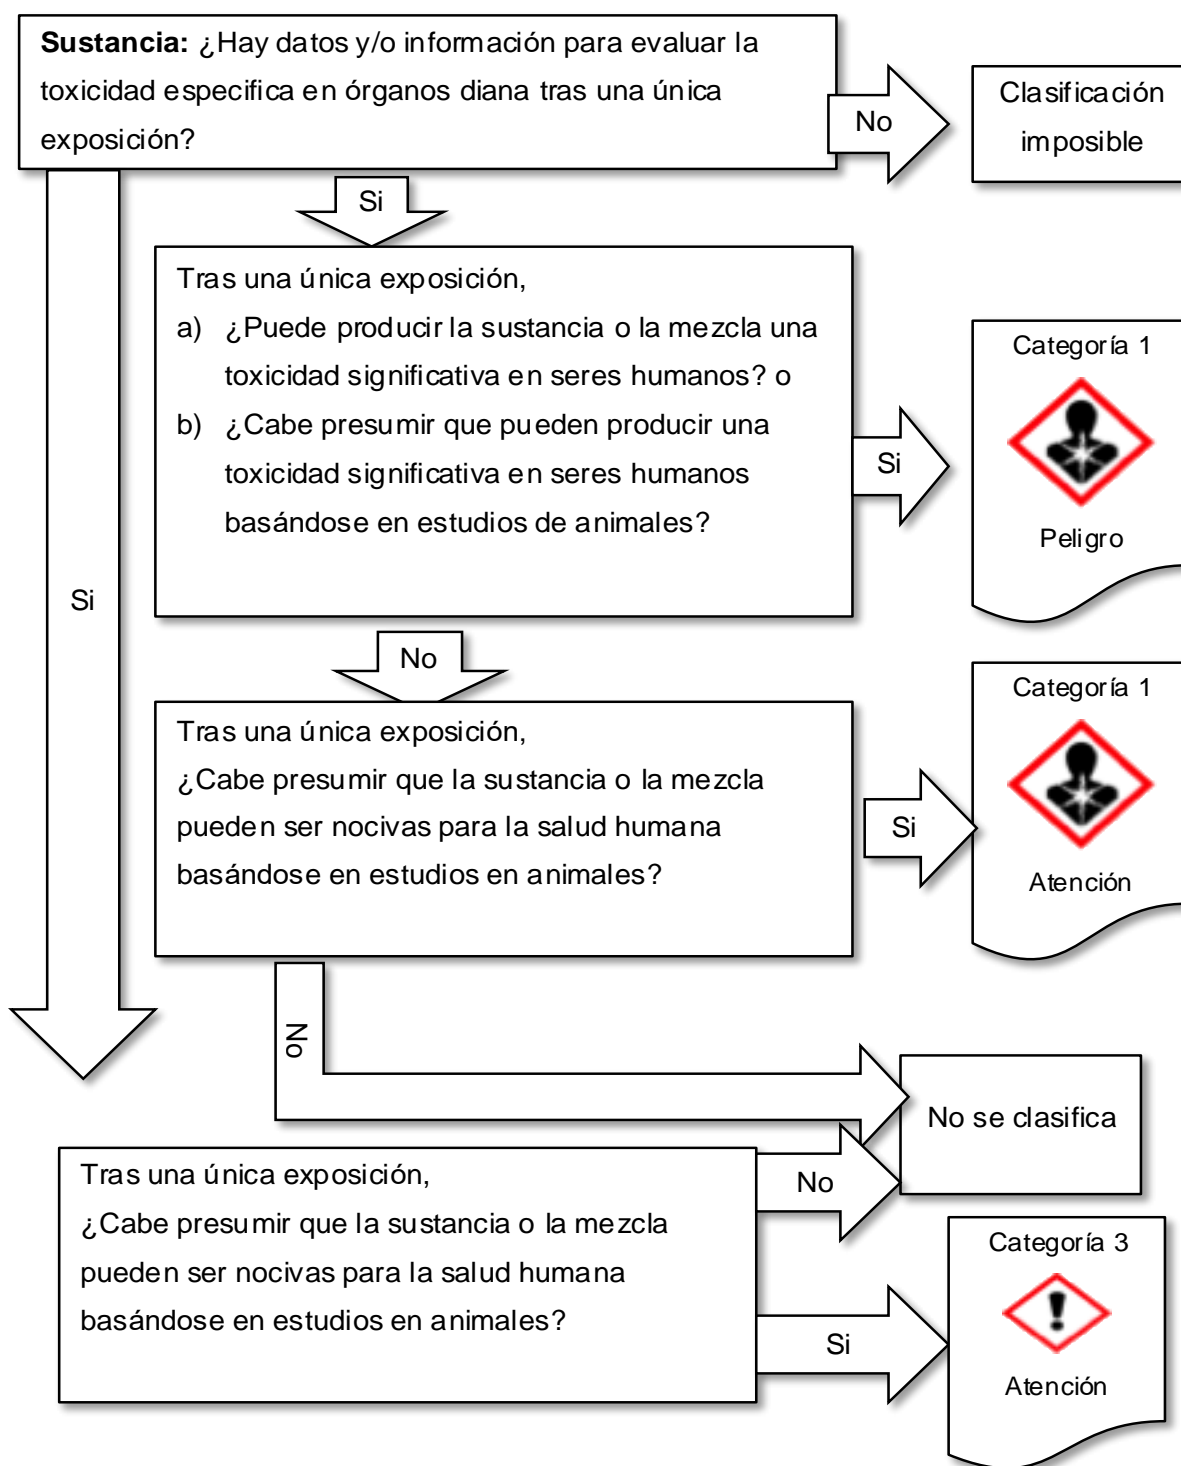 Sustancia: ¿Hay datos y/o información para evaluar la
toxicidad especifica en órganos diana tras una única
exposición?
No
Clasificación
imposible
Si
Tras una única exposición,
a) ¿Puede producir la sustancia o la mezcla una
toxicidad significativa en seres humanos? o
b) ¿Cabe presumir que pueden producir una
toxicidad significativa en seres humanos
basándose en estudios de animales?
Si
Categoría 1
Peligro
Si
No
Tras una única exposición,
¿Cabe presumir que la sustancia o la mezcla
pueden ser nocivas para la salud humana
basándose en estudios en animales?
Si
Categoría 1
Atención
No
No se clasifica
Tras una única exposición,
¿Cabe presumir que la sustancia o la mezcla
pueden ser nocivas para la salud humana
basándose en estudios en animales?
No
Si
Categoría 3
Atención